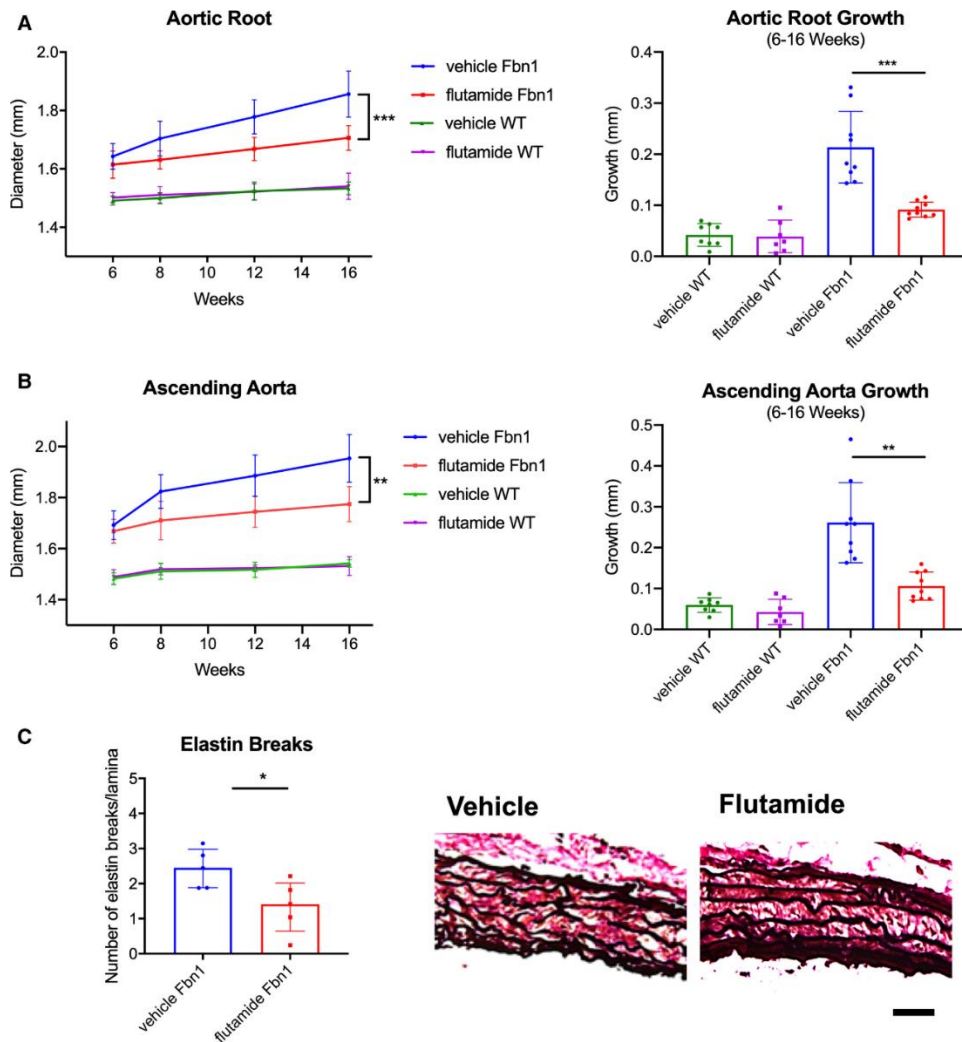 A
Aortic Root
2.0
1.8
1.6
1.4
Diameter (mm)
6 8 10 12 14 16
Weeks
vehicle Fbn1
flutamide Fbn1
vehicle WT
flutamide WT
***
Aortic Root Growth
(6-16 Weeks)
0.4
0.3
0.2
0.1
0.0
Growth (mm)
***
vehicle WT
flutamide WT
vehicle Fbn1
flutamide Fbn1
B
Ascending Aorta
2.0
1.8
1.6
1.4
Diameter (mm)
6 8 10 12 14 16
Weeks
vehicle Fbn1
flutamide Fbn1
vehicle WT
flutamide WT
**
Ascending Aorta Growth
(6-16 Weeks)
0.5
0.4
0.3
0.2
0.1
0.0
Growth (mm)
**
vehicle WT
flutamide WT
vehicle Fbn1
flutamide Fbn1
C
Elastin Breaks
Number of elastin breaks/lamina
5
4
3
2
1
0
*
vehicle Fbn1
flutamide Fbn1
Vehicle
Flutamide